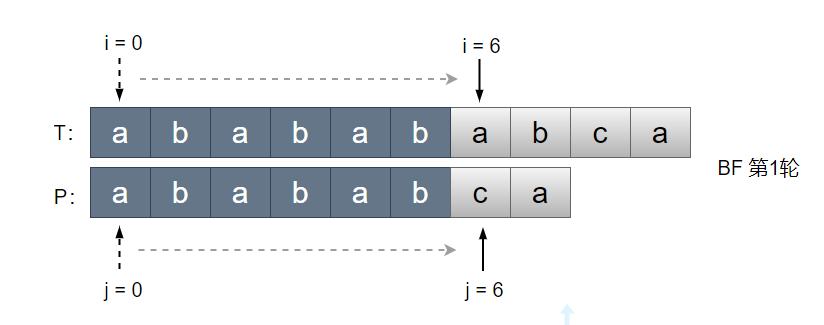 i = 0 i = 6
T: a b a b a b a b c a
BF 第1轮
P: a b a b a b c a
j = 0 j = 6